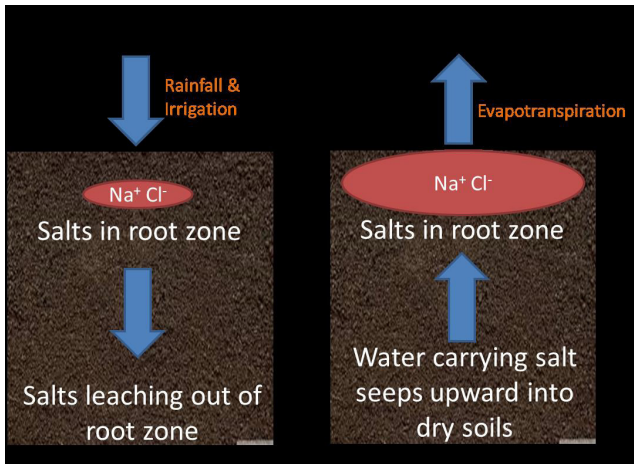 Rainfall &
Irrigation
Na⁺ Cl⁻
Salts in root zone
Salts leaching out of
root zone
Evapotranspiration
Na⁺ Cl⁻
Salts in root zone
Water carrying salt
seeps upward into
dry soils